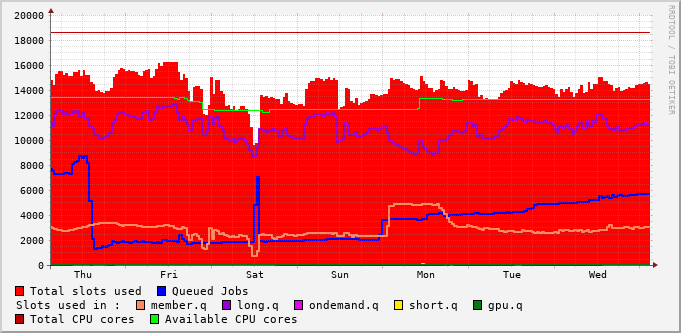 20000
18000
16000
14000
12000
10000
8000
6000
4000
2000
0
Thu Fri Sat Sun Mon Tue Wed
Total slots used Queued Jobs
Slots used in : member.q long.q ondemand.q short.q gpu.q
Total CPU cores Available CPU cores
RRDTOOL / TOBI OETIKER